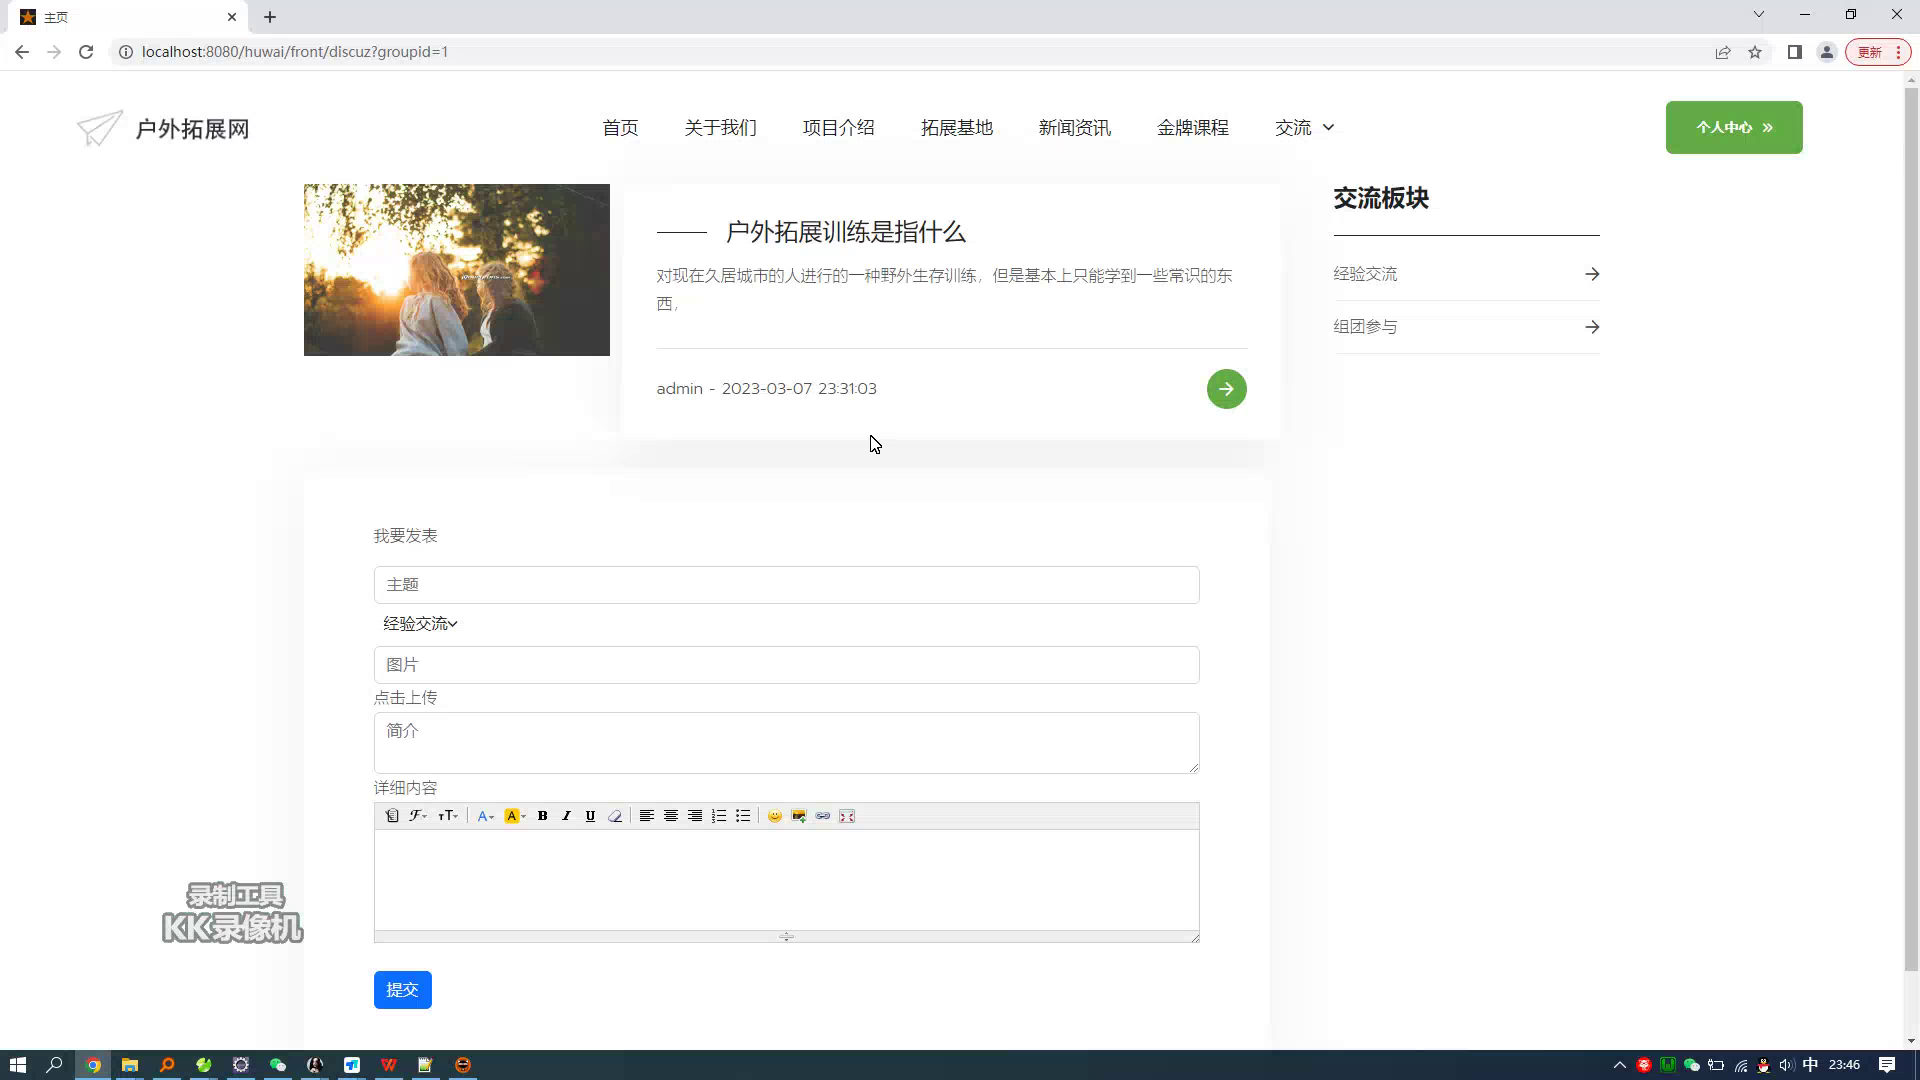 主页
localhost:8080/huwai/front/discuz?groupid=1
更新
户外拓展网
首页
关于我们
项目介绍
拓展基地
新闻资讯
金牌课程
交流
个人中心 »
户外拓展训练是指什么
对现在久居城市的人进行的一种野外生存训练，但是基本上只能学到一些常识的东
西，
admin - 2023-03-07 23:31:03
交流板块
经验交流
组团参与
我要发表
主题
经验交流
图片
点击上传
简介
详细内容
提交
录制工具
KK录像机
中
23:46